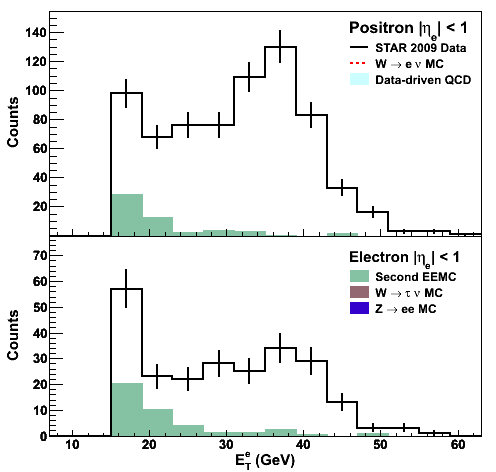 Positron |ηe| < 1
STAR 2009 Data
W → e ν MC
Data-driven QCD
Counts
140
120
100
80
60
40
20
Electron |ηe| < 1
Second EEMC
W → τ ν MC
Z → ee MC
Counts
70
60
50
40
30
20
10
0
10 20 30 40 50 60
E^e_T (GeV)